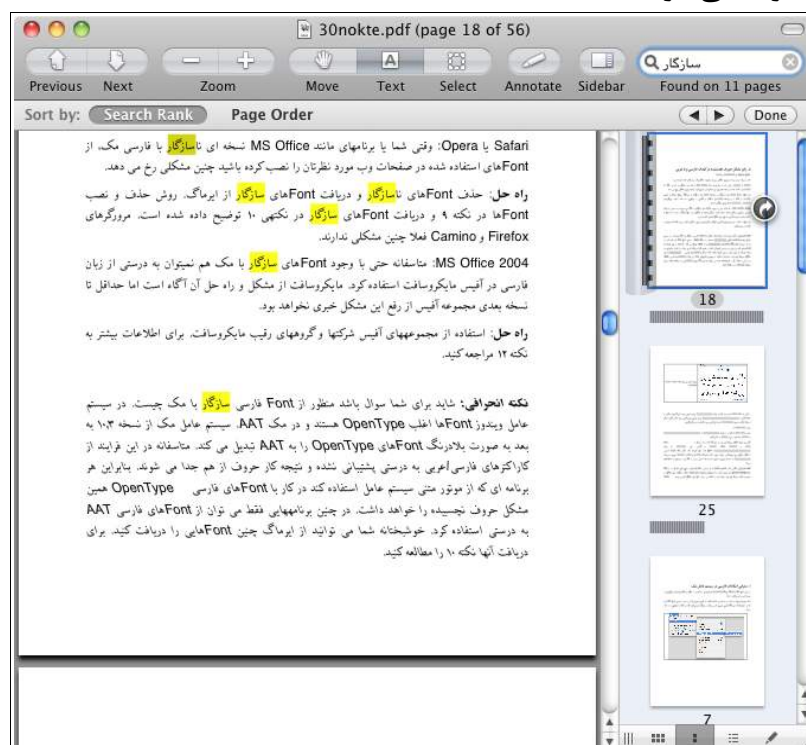 30nokte.pdf (page 18 of 56)
سازگار
Previous Next Zoom Move Text Select Annotate Sidebar Found on 11 pages
Sort by: Search Rank Page Order Done
Safari یا Opera: وقتی شما یا برنامهای مانند MS Office نسخه ای ناسازگار با فارسی مک، از
Fontهای استفاده شده در صفحات وب مورد نظرتان را نصب کرده باشید چنین مشکلی رخ می دهد.
راه حل: حذف Fontهای ناسازگار و دریافت Fontهای سازگار از ایرماگ. روش حذف و نصب
Fontها در نکته ۹ و دریافت Fontهای سازگار در نکتهی ۱۰ توضیح داده شده است. مرورگرهای
Firefox و Camino فعلا چنین مشکلی ندارند.
MS Office 2004: متاسفانه حتی با وجود Fontهای سازگار با مک هم نمیتوان به درستی از زبان
فارسی در آفیس مایکروسافت استفاده کرد. مایکروسافت از مشکل و راه حل آن آگاه است اما حداقل تا
نسخه بعدی مجموعه آفیس از رفع این مشکل خبری نخواهد بود.
راه حل: استفاده از مجموعههای آفیس شرکتها و گروههای رقیب مایکروسافت. برای اطلاعات بیشتر به
نکته ۱۲ مراجعه کنید.
نکته انحرافی: شاید برای شما سوال باشد منظور از Font فارسی سازگار با مک چیست. در سیستم
عامل ویندوز Fontها اغلب OpenType هستند و در مک AAT. سیستم عامل مک از نسخه ۱۰.۳ به
بعد به صورت بلادرنگ Fontهای OpenType را به AAT تبدیل می کند. متاسفانه در این فرایند از
کاراکترهای فارسی/عربی به درستی پشتیبانی نشده و نتیجه کار حروف از هم جدا می شوند. بنابراین هر
برنامه ای که از موتور متنی سیستم عامل استفاده کند در کار با Fontهای فارسی OpenType همین
مشکل حروف نچسبیده را خواهد داشت. در چنین برنامههایی فقط می توان از Fontهای فارسی AAT
به درستی استفاده کرد. خوشبختانه شما می توانید از ایرماگ چنین Fontهایی را دریافت کنید. برای
دریافت آنها نکته ۱۰ را مطالعه کنید.
18
25
7